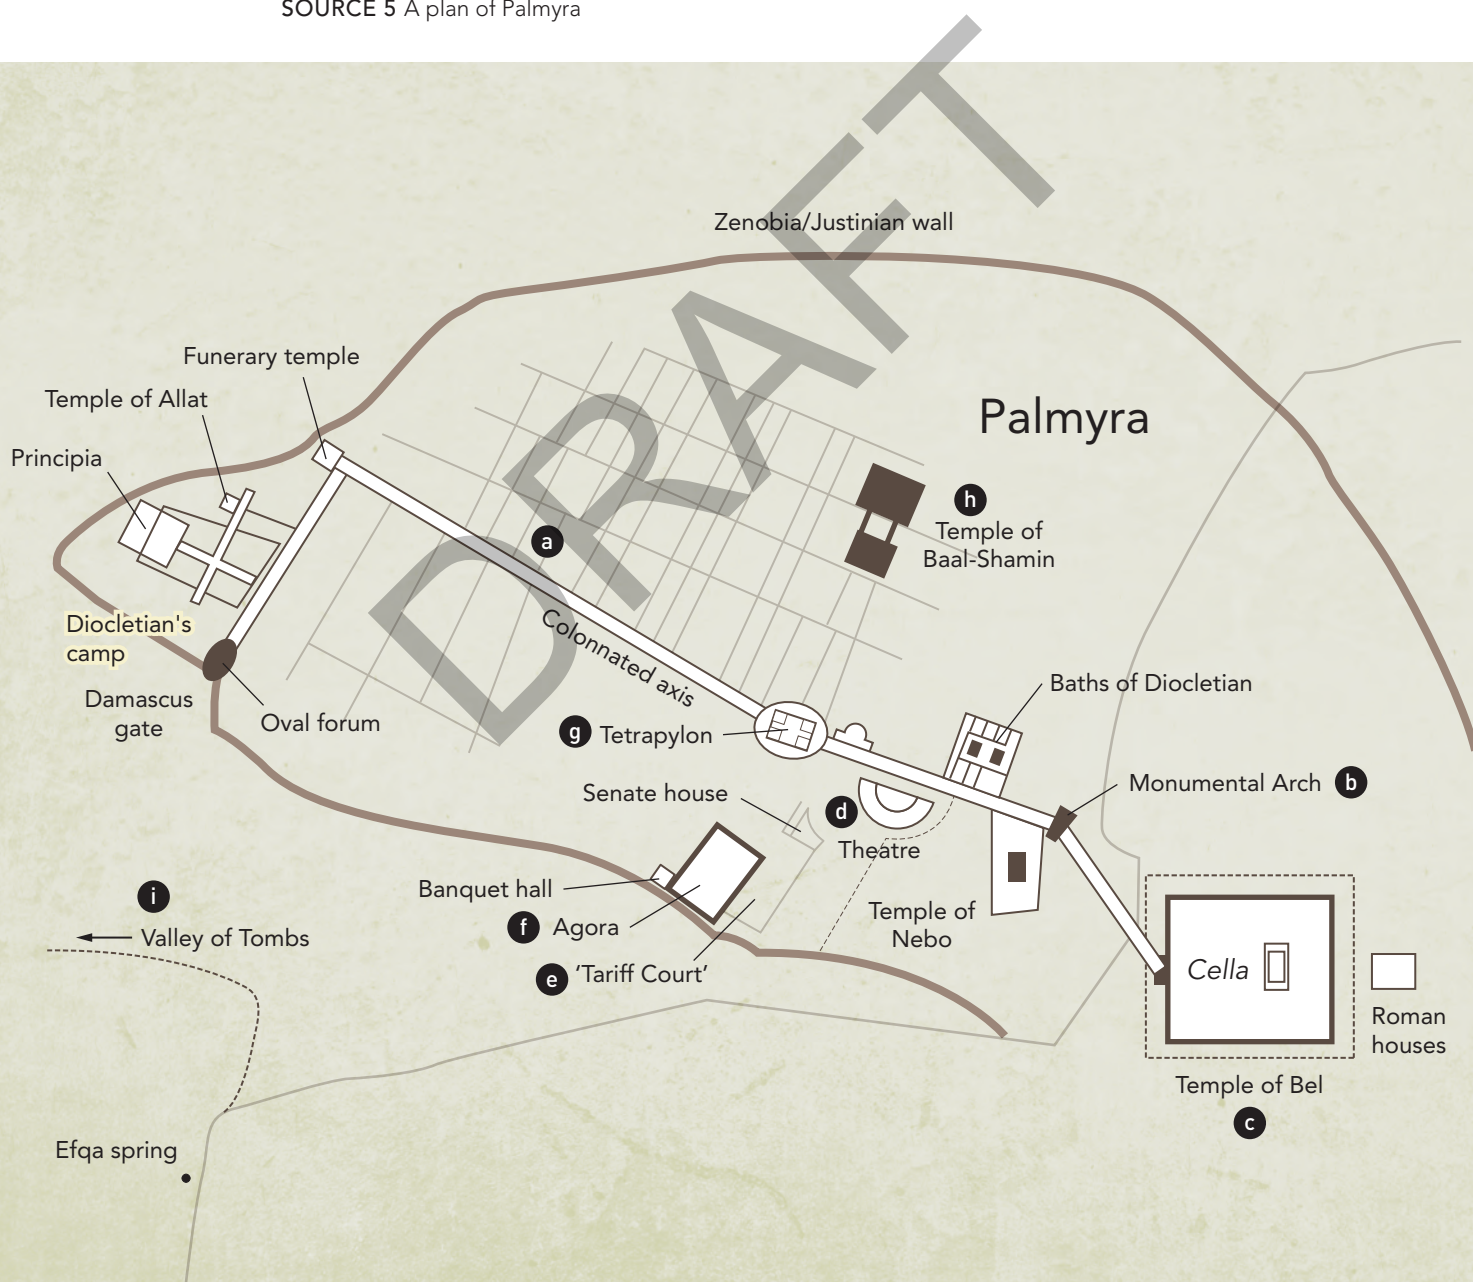 SOURCE 5 A plan of Palmyra
DRAFT
Zenobia/Justinian wall
Funerary temple
Temple of Allat
Principia
Palmyra
h
Temple of
Baal-Shamin
a
Colonnated axis
Diocletian's
camp
Damascus
gate
Oval forum
g Tetrapylon
Baths of Diocletian
Monumental Arch b
Senate house
d
Theatre
Banquet hall
f Agora
e 'Tariff Court'
Temple of
Nebo
i
Valley of Tombs
Cella
Roman
houses
Temple of Bel
c
Efqa spring